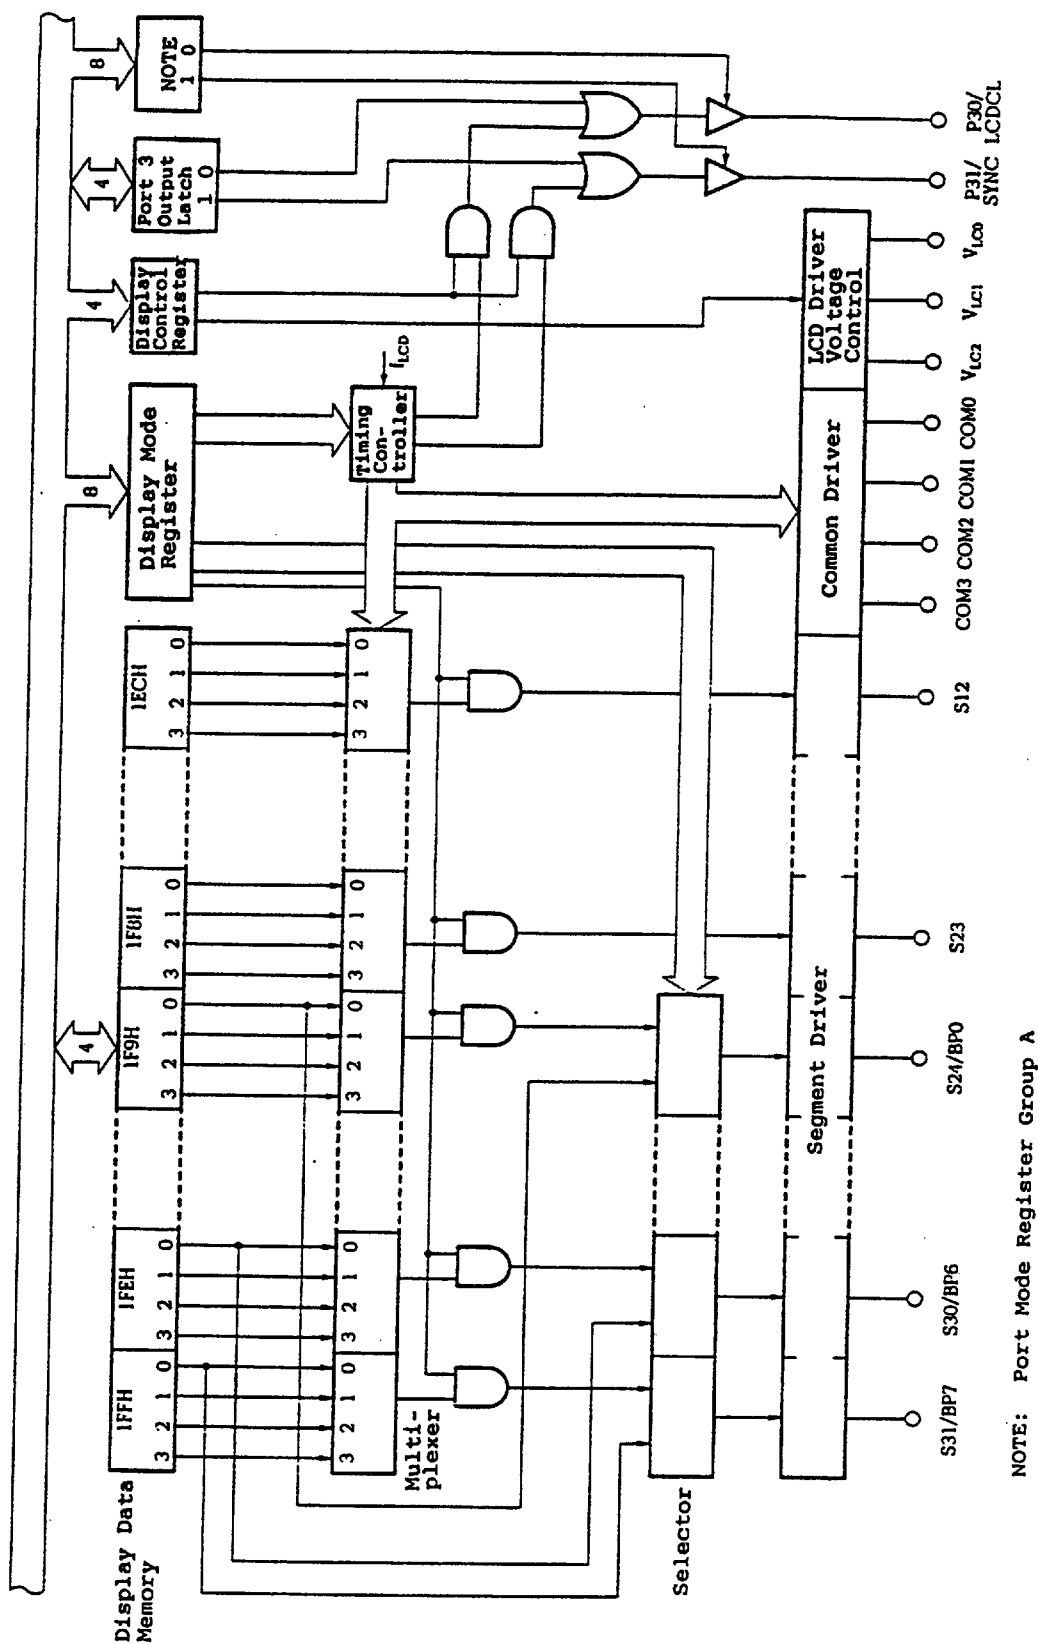 8
NOTE
1 0
4
Port 3
Output
Latch
1 0
4
Display
Control
Register
8
Display Mode
Register
fLCD
Timing
Con-
troller
4
1FFH
3 2 1 0
1FEH
3 2 1 0
1F9H
3 2 1 0
1F8H
3 2 1 0
1ECH
3 2 1 0
Display Data
Memory
3 2 1 0
3 2 1 0
3 2 1 0
3 2 1 0
3 2 1 0
Multi-
plexer
Selector
Segment Driver
Common Driver
LCD Driver
Voltage
Control
S31/BP7
S30/BP6
S24/BP0
S23
S12
COM3
COM2
COM1
COM0
VLC2
VLC1
VLC0
P31/
SYNC
P30/
LCDCL
NOTE: Port Mode Register Group A